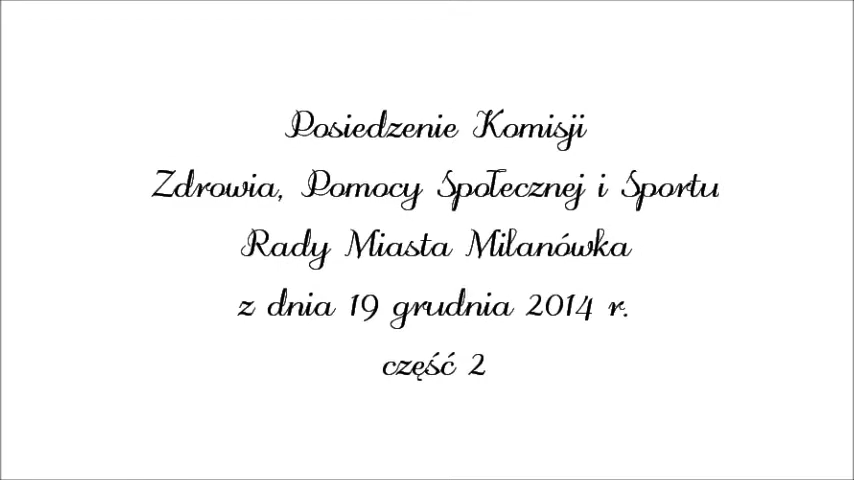 Posiedzenie Komisji
Zdrowia, Pomocy Społecznej i Sportu
Rady Miasta Milanówka
z dnia 19 grudnia 2014 r.
część 2